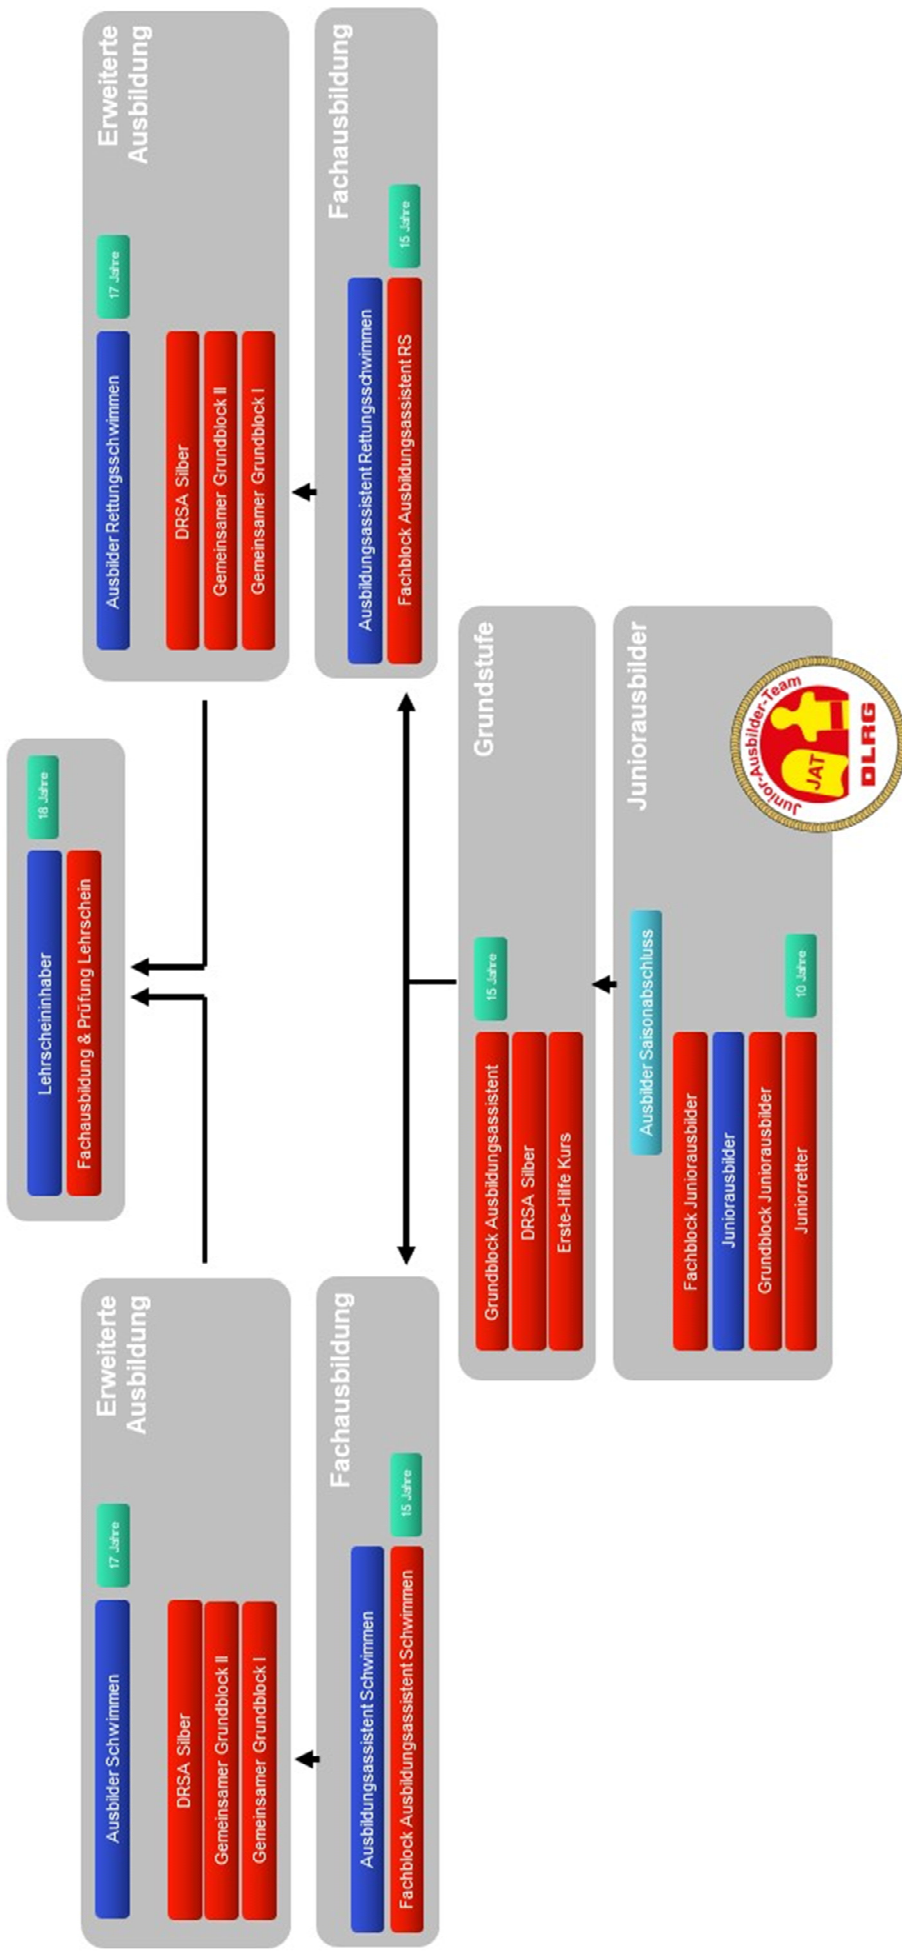 Lehrscheininhaber
18 Jahre
Fachausbildung & Prüfung Lehrschein
Erweiterte
Ausbildung
Ausbilder Schwimmen
17 Jahre
DRSA Silber
Gemeinsamer Grundblock II
Gemeinsamer Grundblock I
Erweiterte
Ausbildung
Ausbilder Rettungsschwimmen
17 Jahre
DRSA Silber
Gemeinsamer Grundblock II
Gemeinsamer Grundblock I
Fachausbildung
Ausbildungsassistent Schwimmen
Fachblock Ausbildungsassistent Schwimmen
15 Jahre
Fachausbildung
Ausbildungsassistent Rettungsschwimmen
Fachblock Ausbildungsassistent RS
15 Jahre
Grundstufe
Grundblock Ausbildungsassistent
15 Jahre
DRSA Silber
Erste-Hilfe Kurs
Juniorausbilder
Ausbilder Saisonabschluss
Fachblock Juniorausbilder
Juniorausbilder
Grundblock Juniorausbilder
Juniorretter
10 Jahre
Junior-Ausbilder-Team
JAT
DLRG